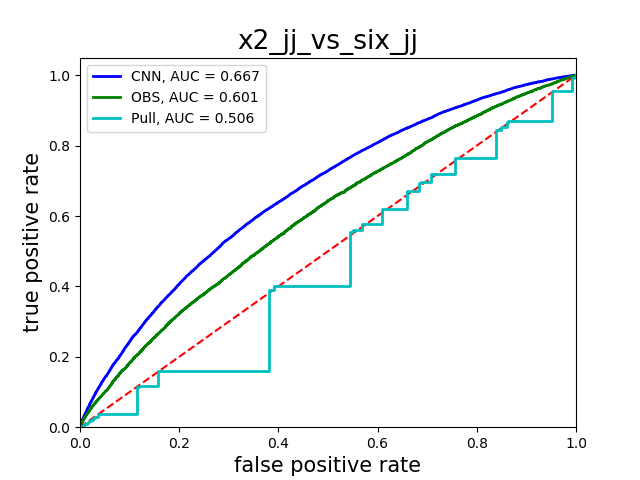 x2_jj_vs_six_jj
CNN, AUC = 0.667
OBS, AUC = 0.601
Pull, AUC = 0.506
true positive rate
1.0
0.8
0.6
0.4
0.2
0.0
0.0 0.2 0.4 0.6 0.8 1.0
false positive rate